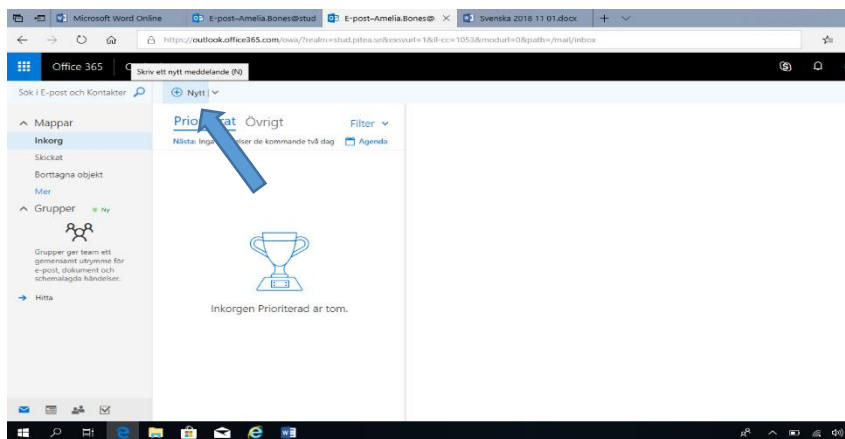 Microsoft Word Online
E-post–Amelia.Bones@stud
E-post–Amelia.Bones@
Svenska 2018 11 01.docx
https://outlook.office365.com/owa/?realm=stud.pitea.se&exsvurl=1&ll-cc=1053&modurl=0&path=/mail/inbox
Office 365
Skriv ett nytt meddelande (N)
Sök i E-post och Kontakter
Nytt
Mappar
Inkorg
Skickat
Borttagna objekt
Mer
Grupper
Ny
Grupper ger team ett
gemensamt utrymme för
e-post, dokument och
schemalagda händelser.
Hitta
Övrigt
Filter
Nästa: Inga de kommande två dag
Agenda
Inkorgen Prioriterad är tom.